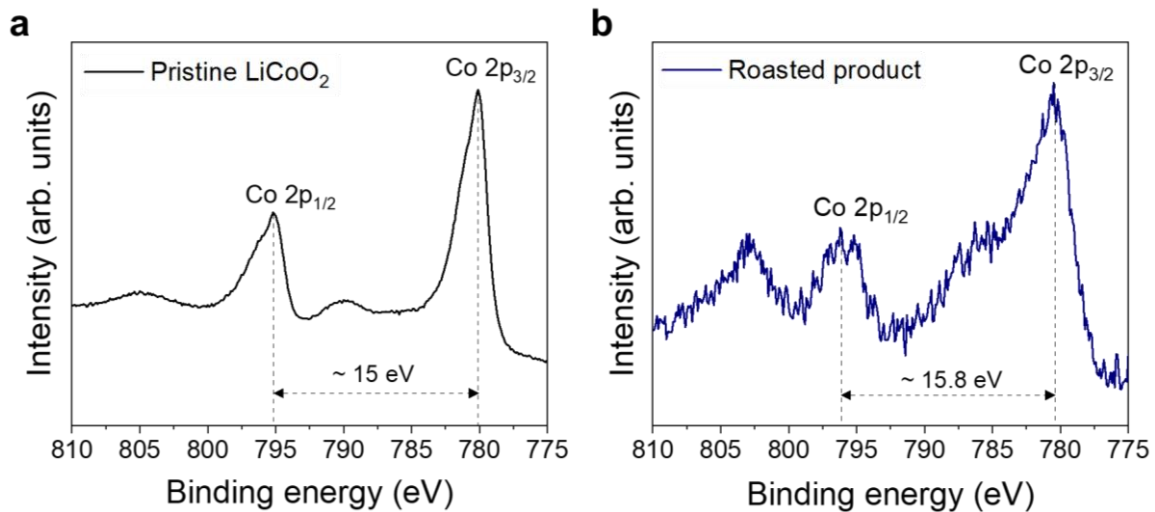 a
Pristine LiCoO₂
Co 2p₃/₂
Co 2p₁/₂
~ 15 eV
Intensity (arb. units)
810 805 800 795 790 785 780 775
Binding energy (eV)
b
Roasted product
Co 2p₃/₂
Co 2p₁/₂
~ 15.8 eV
Intensity (arb. units)
810 805 800 795 790 785 780 775
Binding energy (eV)